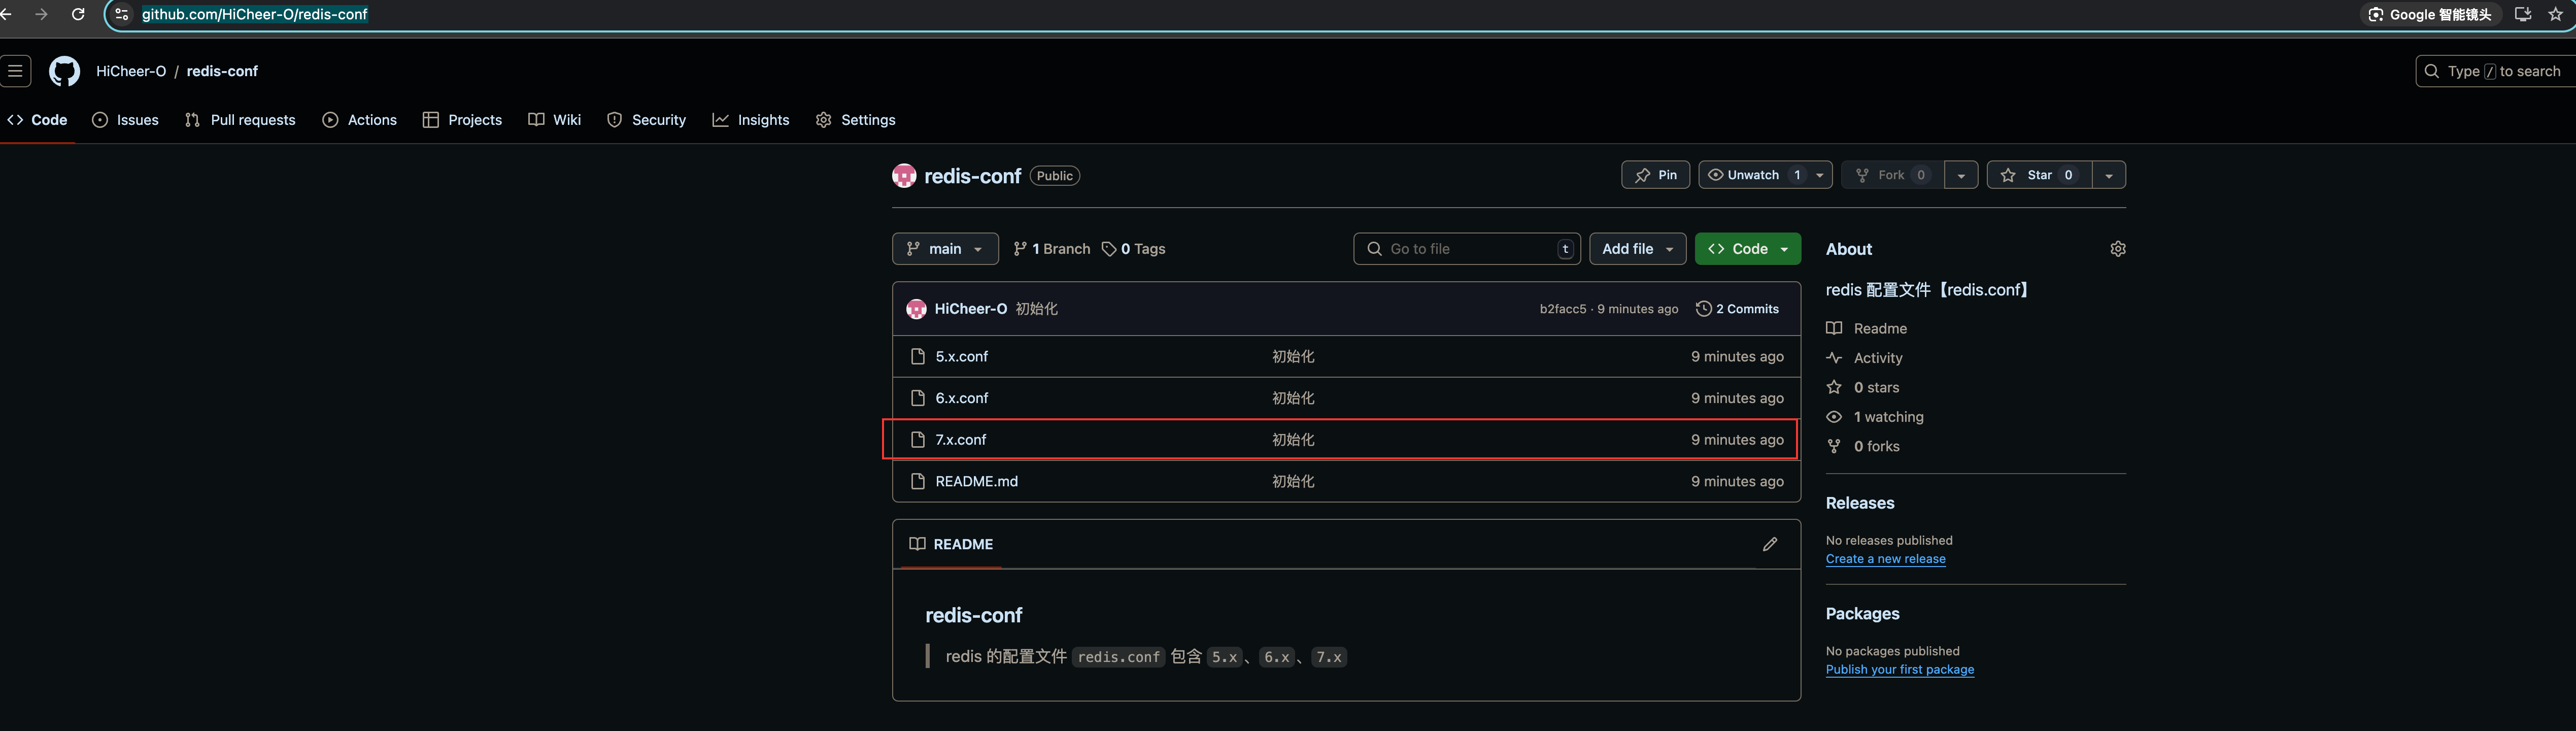 github.com/HiCheer-O/redis-conf
Google 智能镜头
HiCheer-O / redis-conf
Type / to search
Code Issues Pull requests Actions Projects Wiki Security Insights Settings
redis-conf Public
Pin Unwatch 1 Fork 0 Star 0
main 1 Branch 0 Tags Go to file t Add file Code
HiCheer-O 初始化 b2facc5 · 9 minutes ago 2 Commits
5.x.conf 初始化 9 minutes ago
6.x.conf 初始化 9 minutes ago
7.x.conf 初始化 9 minutes ago
README.md 初始化 9 minutes ago
README
redis-conf
redis 的配置文件 redis.conf 包含 5.x、6.x、7.x
About
redis 配置文件【redis.conf】
Readme
Activity
0 stars
1 watching
0 forks
Releases
No releases published
Create a new release
Packages
No packages published
Publish your first package